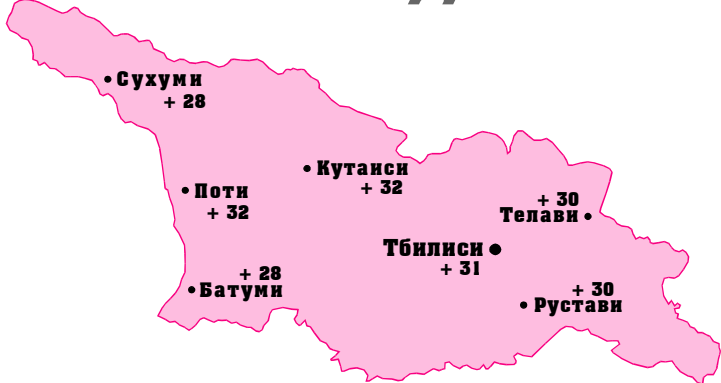 Сухуми
+ 28
Кутаиси
+ 32
Поти
+ 32
+ 30
Телави
Тбилиси
+ 31
+ 28
Батуми
+ 30
Рустави